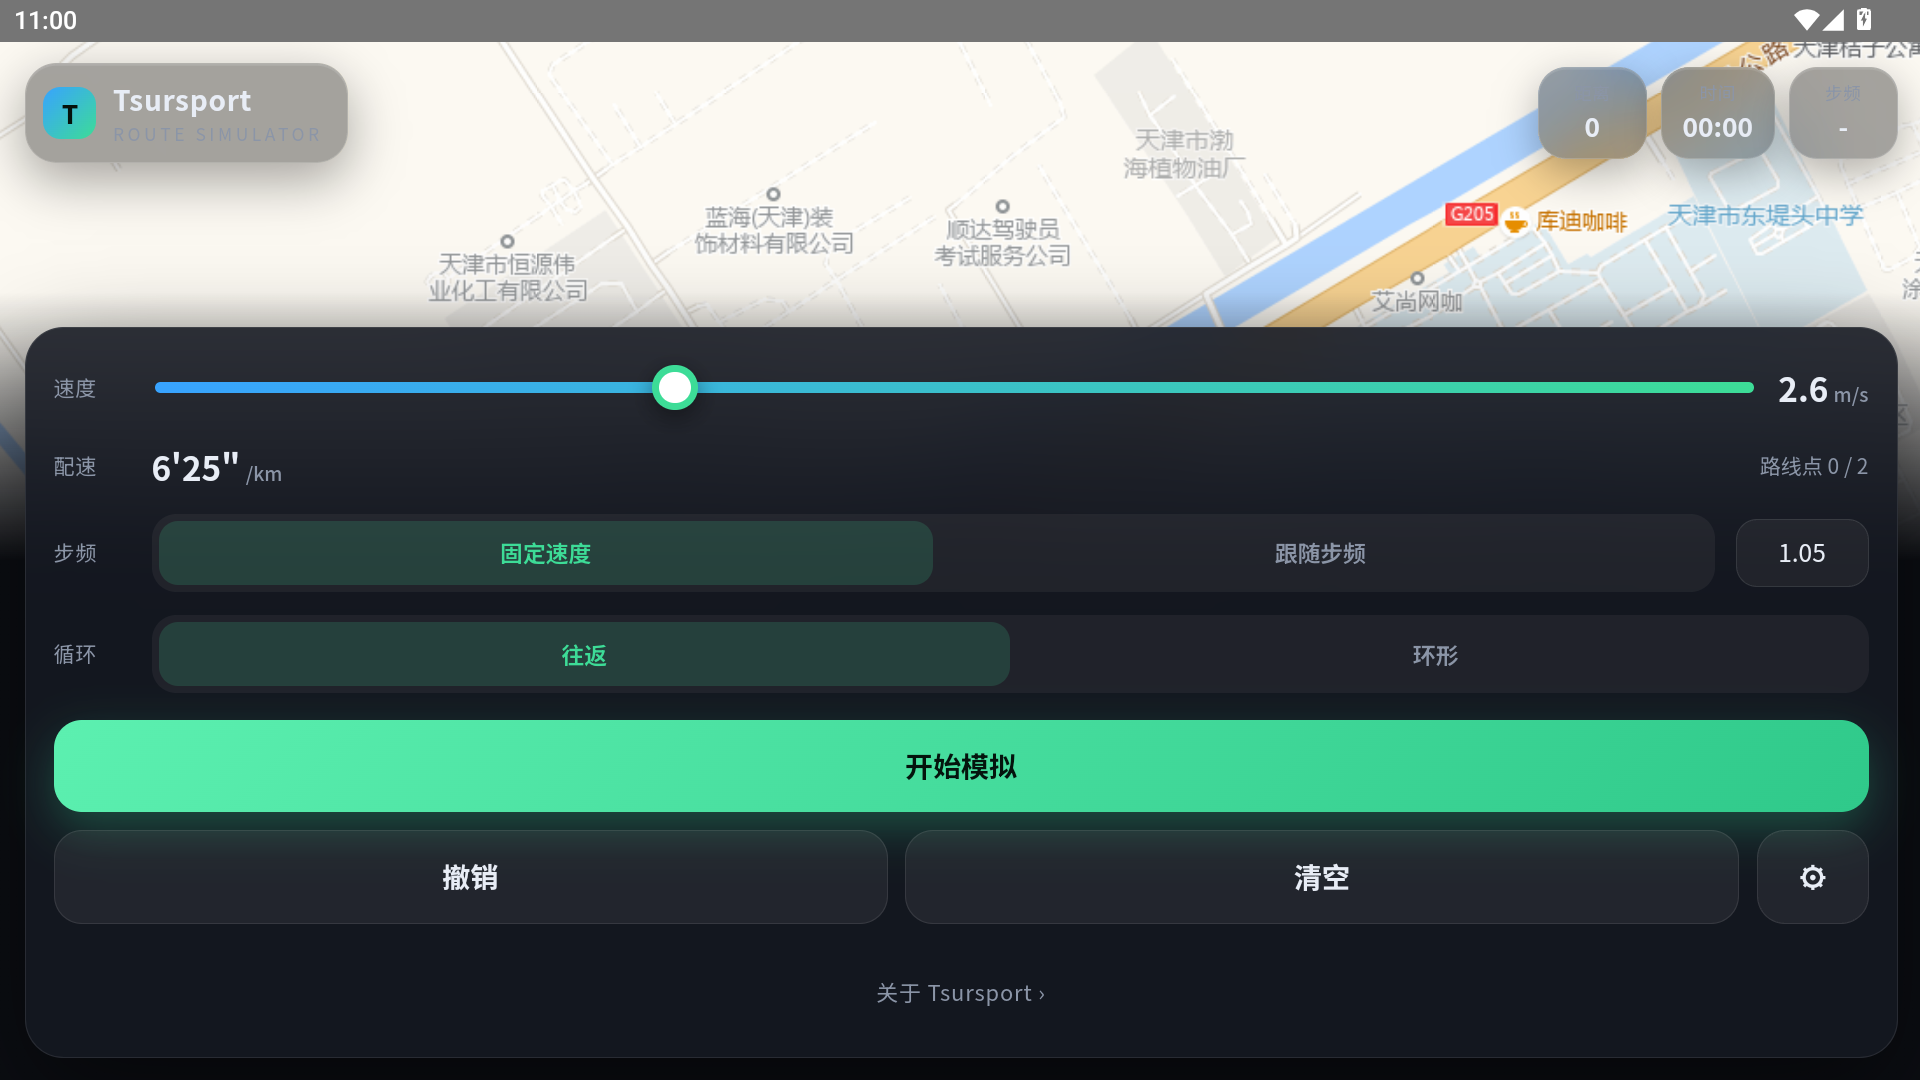 11:00
T
Tsursport
ROUTE SIMULATOR
0
00:00
步频
-
公路
天津市渤
海植物油厂
蓝海(天津)装
饰材料有限公司
顺达驾驶员
考试服务公司
天津市恒源伟
业化工有限公司
G205
库迪咖啡
天津市东堤头中学
艾尚网咖
速度
2.6 m/s
配速
6'25" /km
路线点 0 / 2
步频
固定速度
跟随步频
1.05
循环
往返
环形
开始模拟
撤销
清空
关于 Tsursport ›